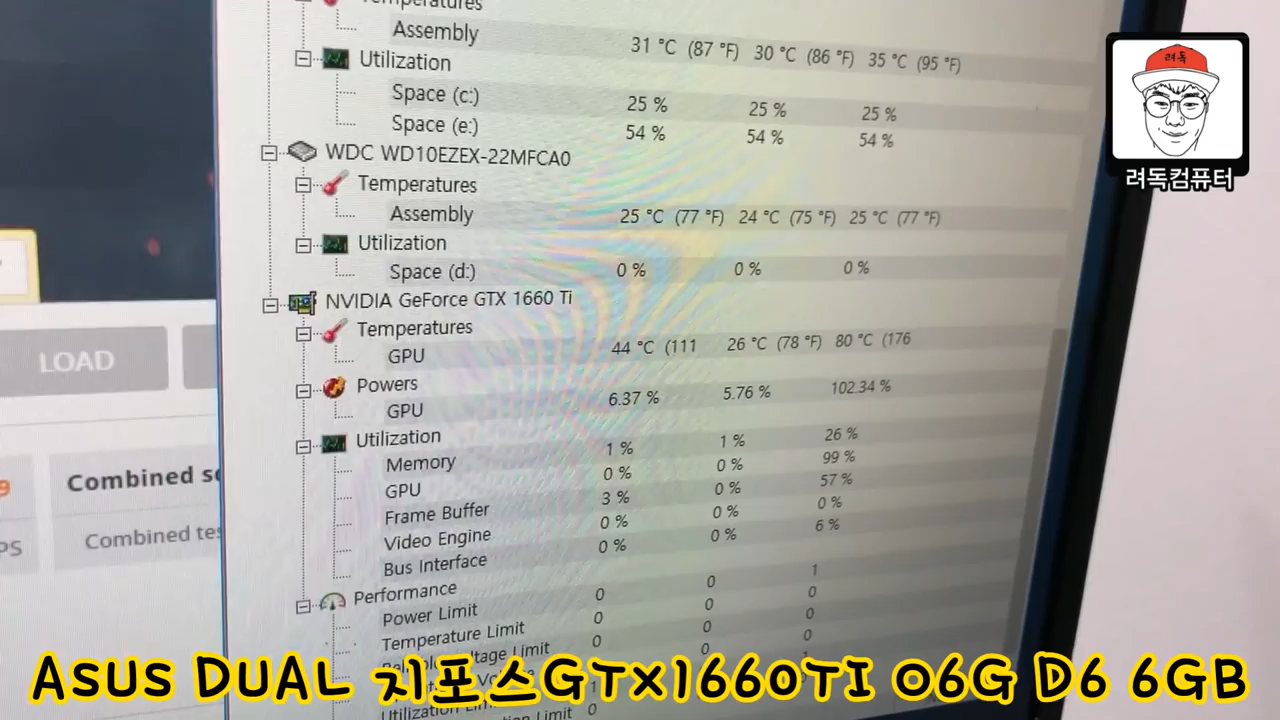 Temperatures
Assembly 31 °C (87 °F) 30 °C (86 °F) 35 °C (95 °F)
Utilization
Space (c:) 25 % 25 % 25 %
Space (e:) 54 % 54 % 54 %
WDC WD10EZEX-22MFCA0
Temperatures
Assembly 25 °C (77 °F) 24 °C (75 °F) 25 °C (77 °F)
Utilization
Space (d:) 0 % 0 % 0 %
NVIDIA GeForce GTX 1660 Ti
Temperatures
GPU 44 °C (111 26 °C (78 °F) 80 °C (176
Powers
GPU 6.37 % 5.76 % 102.34 %
Utilization
Memory 1 % 1 % 26 %
GPU 0 % 0 % 99 %
Frame Buffer 3 % 0 % 57 %
Video Engine 0 % 0 % 0 %
Bus Interface 0 % 0 % 6 %
Performance
Power Limit 0 0 1
Temperature Limit 0 0 0
Voltage Limit 0 0 0
Utilization
Limit
LOAD
Combined
Combined
려독
려독컴퓨터
ASUS DUAL 지포스GTX1660TI O6G D6 6GB